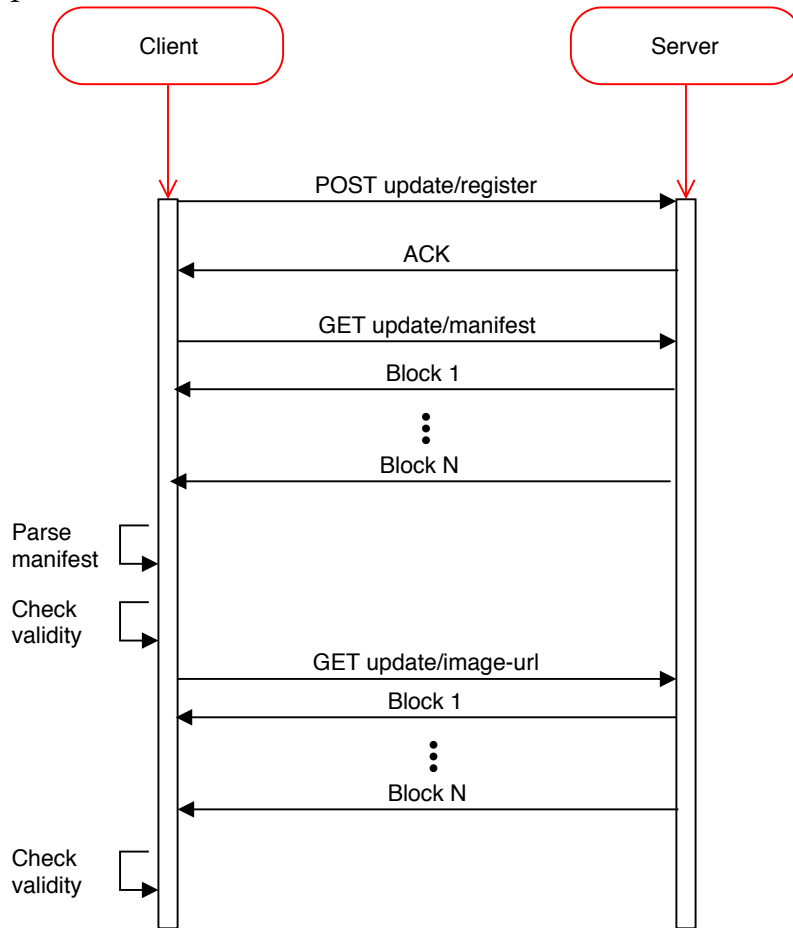 Client
Server
POST update/register
ACK
GET update/manifest
Block 1
Block N
Parse
manifest
Check
validity
GET update/image-url
Block 1
Block N
Check
validity